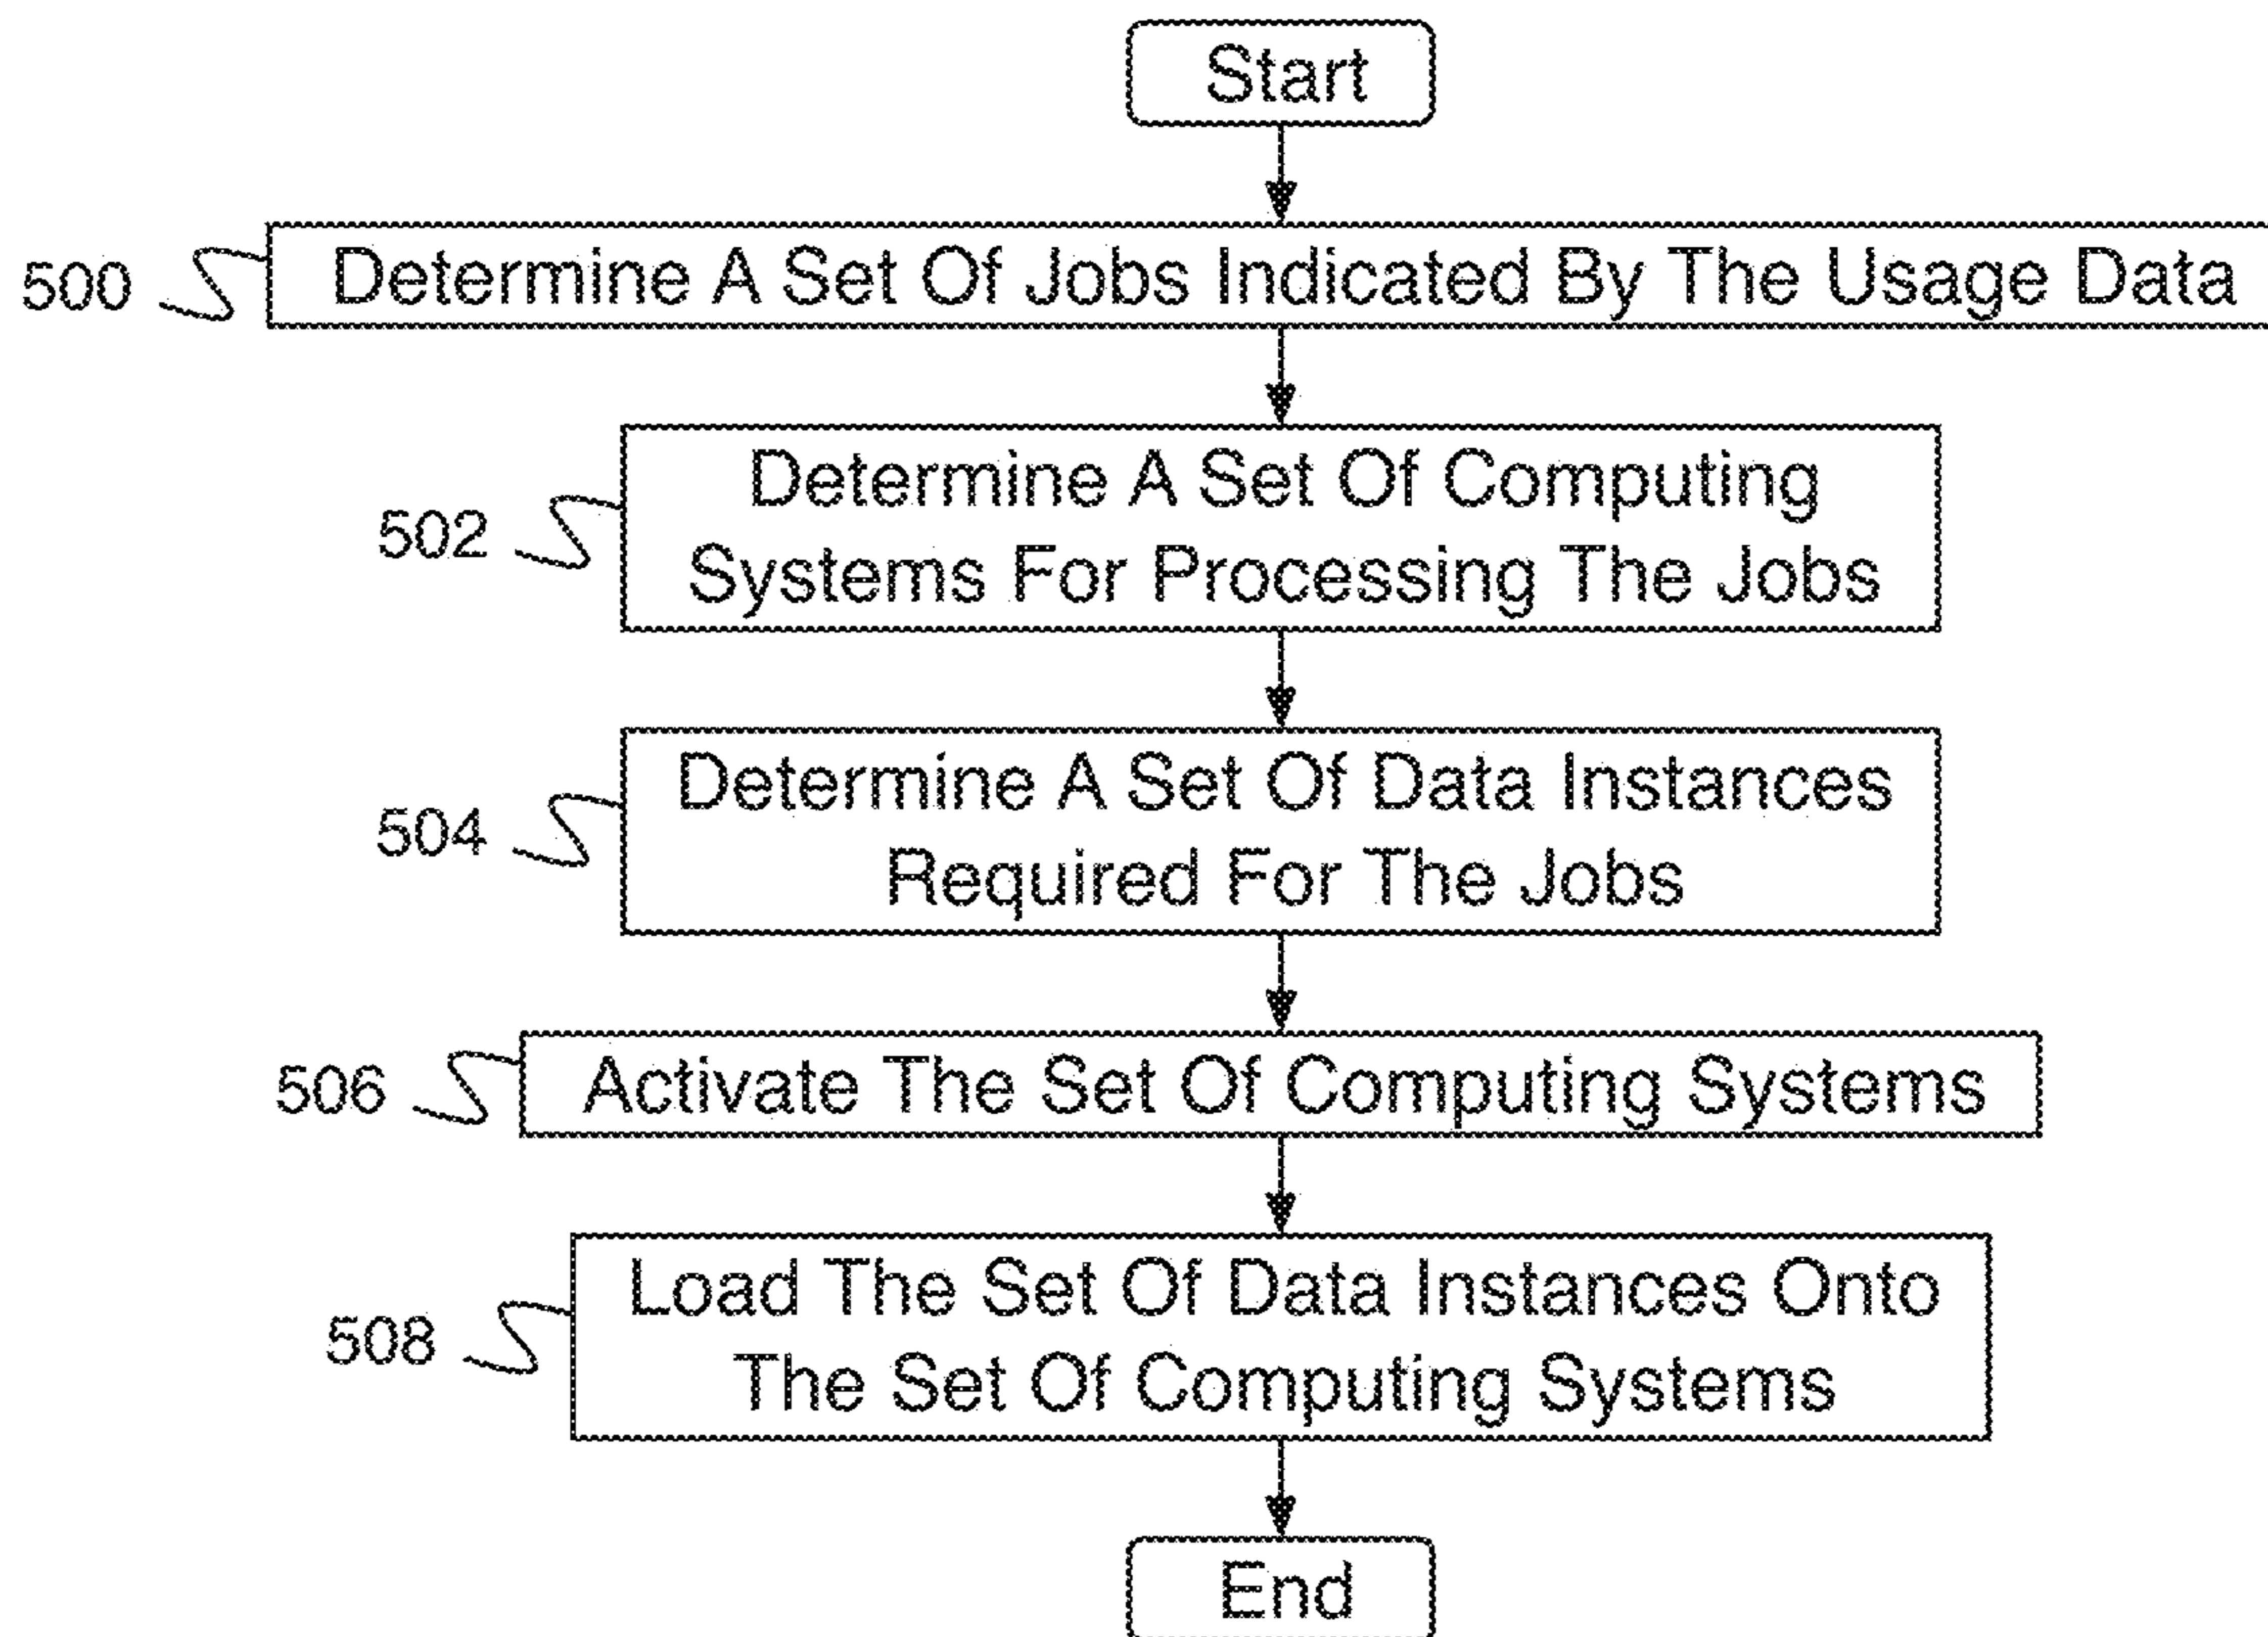 Start
500
Determine A Set Of Jobs Indicated By The Usage Data
502
Determine A Set Of Computing
Systems For Processing The Jobs
504
Determine A Set Of Data Instances
Required For The Jobs
506
Activate The Set Of Computing Systems
508
Load The Set Of Data Instances Onto
The Set Of Computing Systems
End